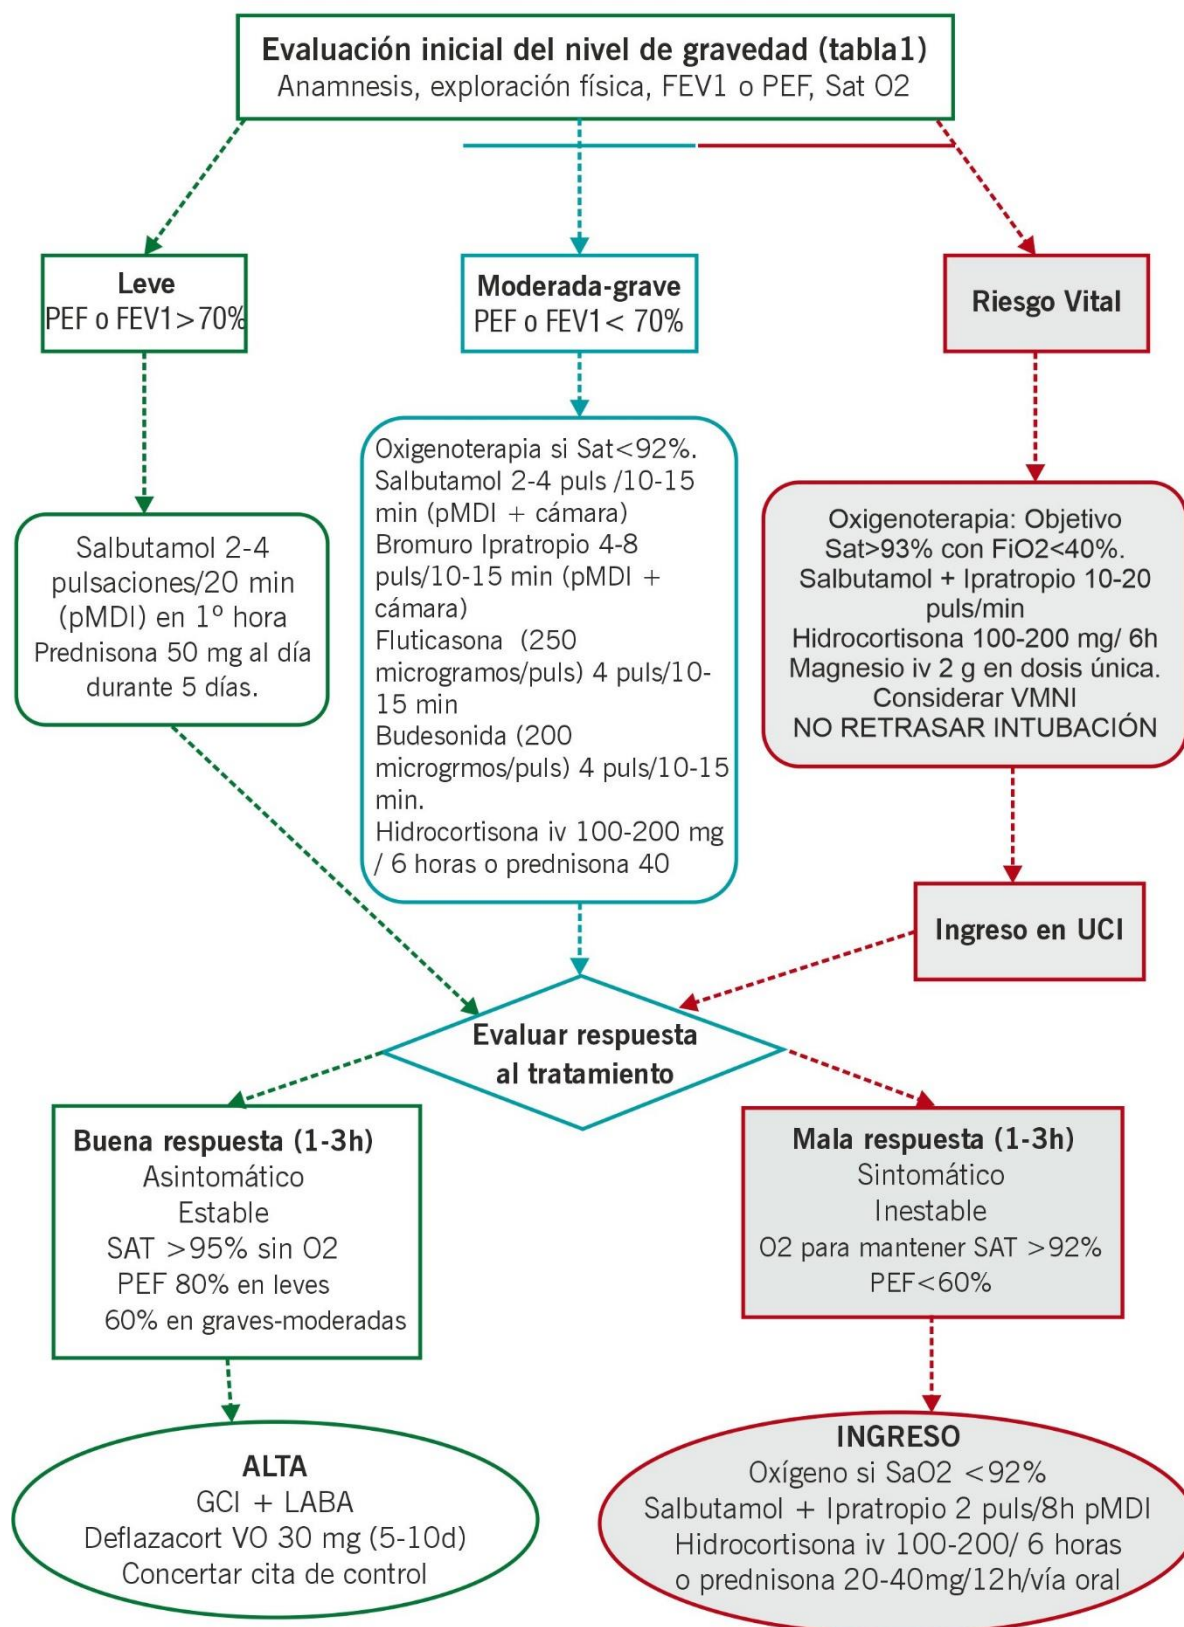 Evaluación inicial del nivel de gravedad (tabla1)
Anamnesis, exploración física, FEV1 o PEF, Sat O2
Leve
PEF o FEV1>70%
Moderada-grave
PEF o FEV1< 70%
Riesgo Vital
Salbutamol 2-4
pulsaciones/20 min
(pMDI) en 1º hora
Prednisona 50 mg al día
durante 5 días.
Oxigenoterapia si Sat<92%.
Salbutamol 2-4 puls /10-15
min (pMDI + cámara)
Bromuro Ipratropio 4-8
puls/10-15 min (pMDI +
cámara)
Fluticasona (250
microgramos/puls) 4 puls/10-
15 min
Budesonida (200
microgrmos/puls) 4 puls/10-15
min.
Hidrocortisona iv 100-200 mg
/ 6 horas o prednisona 40
Oxigenoterapia: Objetivo
Sat>93% con FiO2<40%.
Salbutamol + Ipratropio 10-20
puls/min
Hidrocortisona 100-200 mg/ 6h
Magnesio iv 2 g en dosis única.
Considerar VMNI
NO RETRASAR INTUBACIÓN
Ingreso en UCI
Evaluar respuesta
al tratamiento
Buena respuesta (1-3h)
Asintomático
Estable
SAT >95% sin O2
PEF 80% en leves
60% en graves-moderadas
Mala respuesta (1-3h)
Sintomático
Inestable
O2 para mantener SAT >92%
PEF<60%
ALTA
GCI + LABA
Deflazacort VO 30 mg (5-10d)
Concertar cita de control
INGRESO
Oxígeno si SaO2 <92%
Salbutamol + Ipratropio 2 puls/8h pMDI
Hidrocortisona iv 100-200/ 6 horas
o prednisona 20-40mg/12h/vía oral